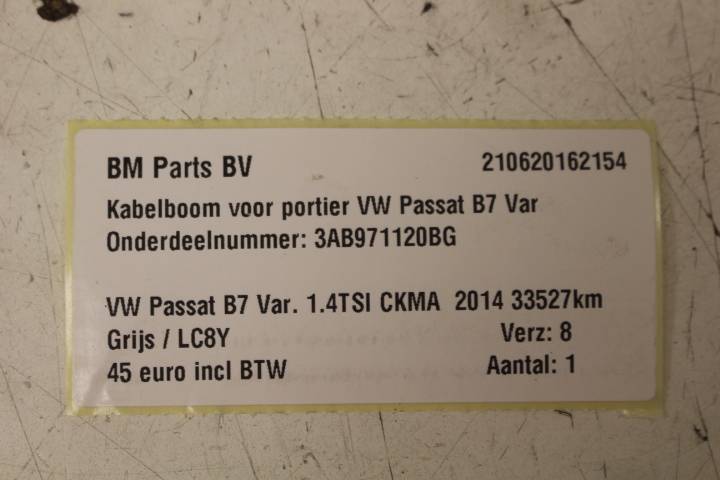 BM Parts BV 210620162154
Kabelboom voor portier VW Passat B7 Var
Onderdeelnummer: 3AB971120BG
VW Passat B7 Var. 1.4TSI CKMA 2014 33527km
Grijs / LC8Y Verz: 8
45 euro incl BTW Aantal: 1